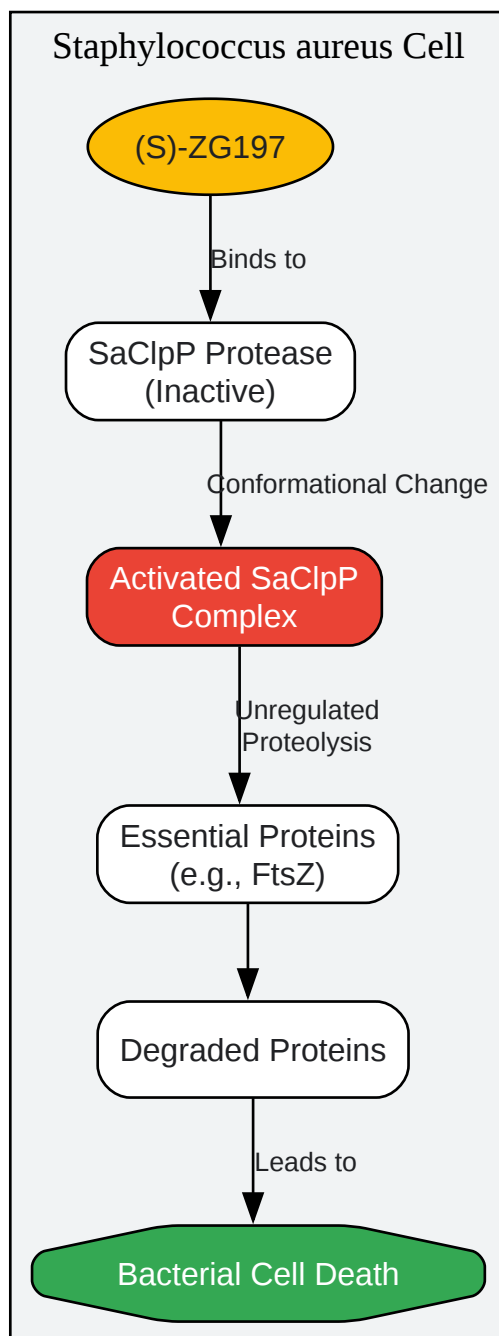 Staphylococcus aureus Cell
(S)-ZG197
Binds to
SaClpP Protease
(Inactive)
Conformational Change
Activated SaClpP
Complex
Unregulated
Proteolysis
Essential Proteins
(e.g., FtsZ)
Degraded Proteins
Leads to
Bacterial Cell Death